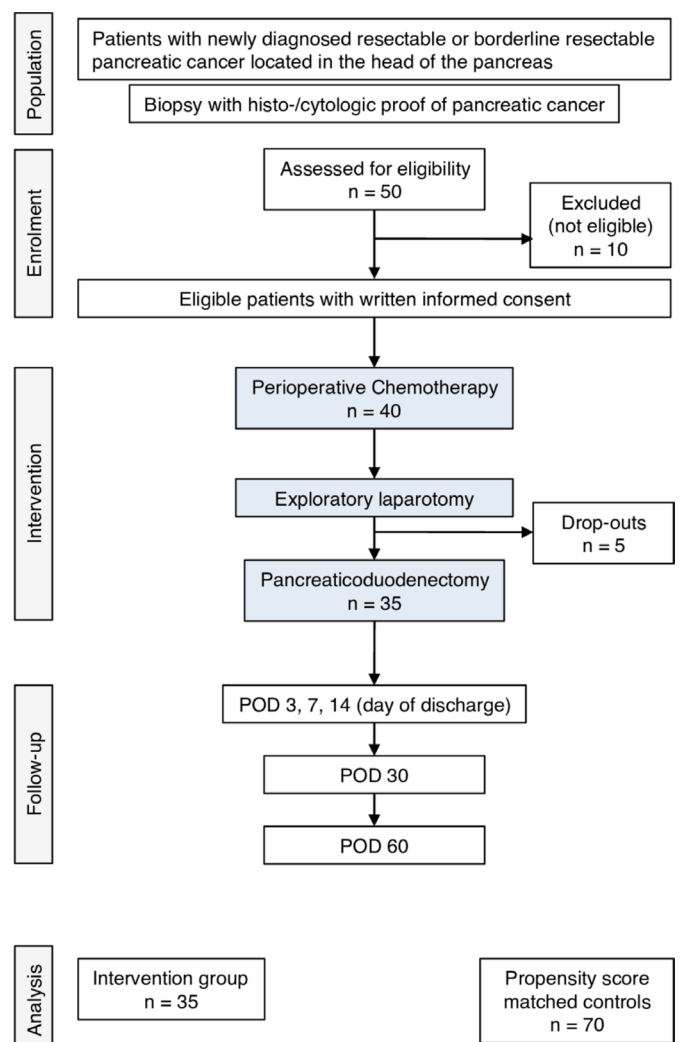 Population
Patients with newly diagnosed resectable or borderline resectable
pancreatic cancer located in the head of the pancreas
Biopsy with histo-/cytologic proof of pancreatic cancer
Enrolment
Assessed for eligibility
n = 50
Excluded
(not eligible)
n = 10
Eligible patients with written informed consent
Intervention
Perioperative Chemotherapy
n = 40
Exploratory laparotomy
Drop-outs
n = 5
Pancreaticoduodenectomy
n = 35
Follow-up
POD 3, 7, 14 (day of discharge)
POD 30
POD 60
Analysis
Intervention group
n = 35
Propensity score
matched controls
n = 70